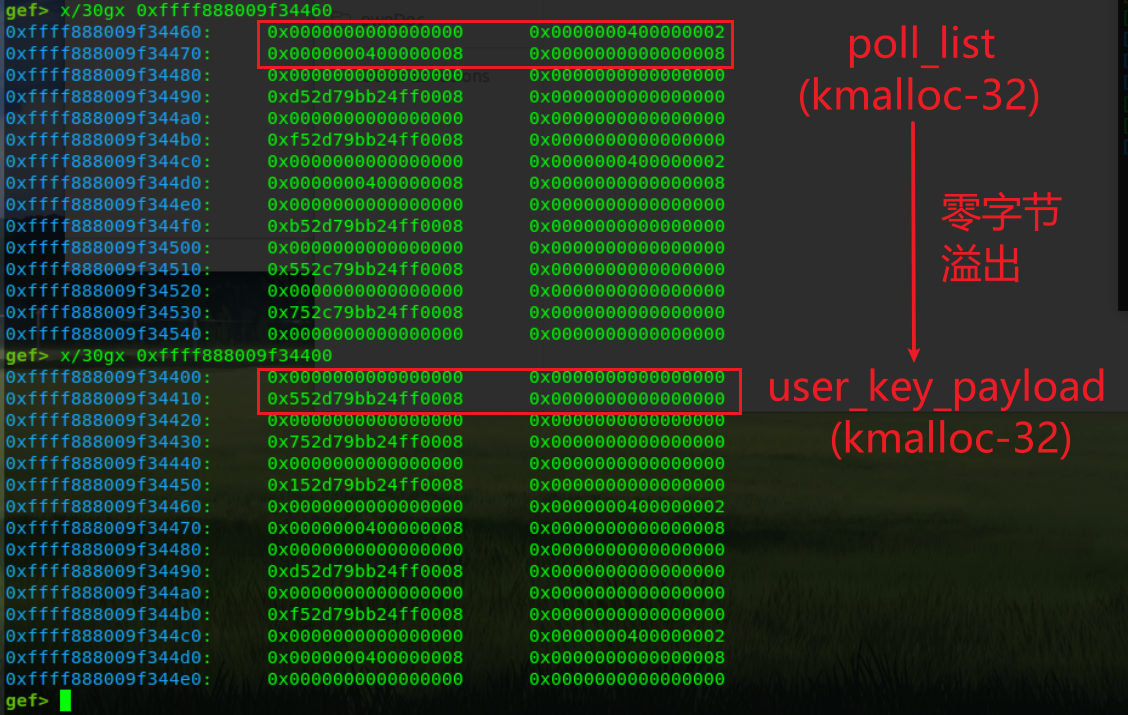 gef> x/30gx 0xffff888009f34460
0xffff888009f34460: 0x0000000000000000 0x0000000400000002
0xffff888009f34470: 0x0000000400000008 0x0000000000000008
0xffff888009f34480: 0x0000000000000000 0x0000000000000000
0xffff888009f34490: 0xd52d79bb24ff0008 0x0000000000000000
0xffff888009f344a0: 0x0000000000000000 0x0000000000000000
0xffff888009f344b0: 0xf52d79bb24ff0008 0x0000000000000000
0xffff888009f344c0: 0x0000000000000000 0x0000000400000002
0xffff888009f344d0: 0x0000000400000008 0x0000000000000008
0xffff888009f344e0: 0x0000000000000000 0x0000000000000000
0xffff888009f344f0: 0xb52d79bb24ff0008 0x0000000000000000
0xffff888009f34500: 0x0000000000000000 0x0000000000000000
0xffff888009f34510: 0x552c79bb24ff0008 0x0000000000000000
0xffff888009f34520: 0x0000000000000000 0x0000000000000000
0xffff888009f34530: 0x752c79bb24ff0008 0x0000000000000000
0xffff888009f34540: 0x0000000000000000 0x0000000000000000
gef> x/30gx 0xffff888009f34400
0xffff888009f34400: 0x0000000000000000 0x0000000000000000
0xffff888009f34410: 0x552d79bb24ff0008 0x0000000000000000
0xffff888009f34420: 0x0000000000000000 0x0000000000000000
0xffff888009f34430: 0x752d79bb24ff0008 0x0000000000000000
0xffff888009f34440: 0x0000000000000000 0x0000000000000000
0xffff888009f34450: 0x152d79bb24ff0008 0x0000000000000000
0xffff888009f34460: 0x0000000000000000 0x0000000400000002
0xffff888009f34470: 0x0000000400000008 0x0000000000000008
0xffff888009f34480: 0x0000000000000000 0x0000000000000000
0xffff888009f34490: 0xd52d79bb24ff0008 0x0000000000000000
0xffff888009f344a0: 0x0000000000000000 0x0000000000000000
0xffff888009f344b0: 0xf52d79bb24ff0008 0x0000000000000000
0xffff888009f344c0: 0x0000000000000000 0x0000000400000002
0xffff888009f344d0: 0x0000000400000008 0x0000000000000008
0xffff888009f344e0: 0x0000000000000000 0x0000000000000000
gef>
poll_list
(kmalloc-32)
零字节
溢出
user_key_payload
(kmalloc-32)